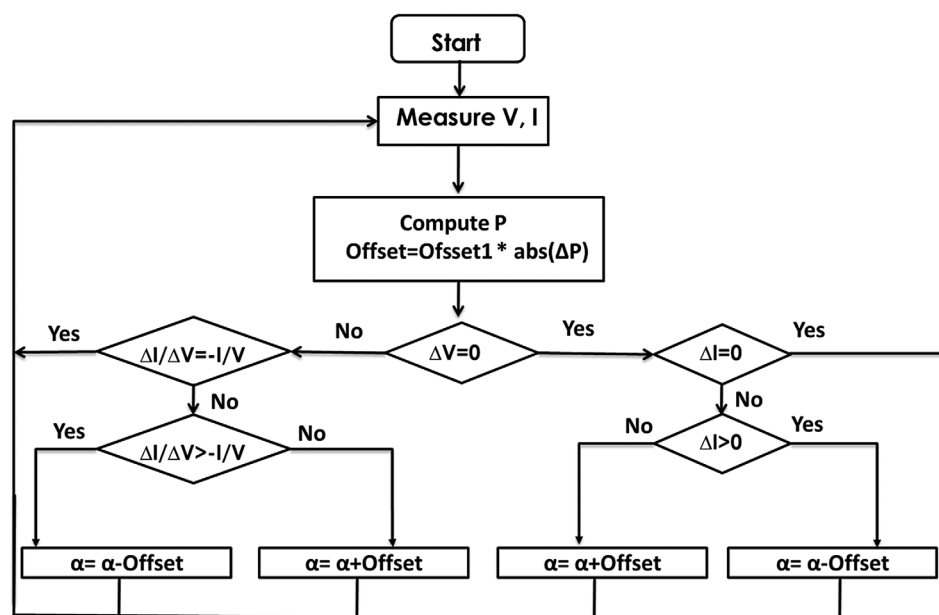 Start
Measure V, I
Compute P
Offset=Ofsset1 * abs(ΔP)
Yes
No
Yes
Yes
ΔI/ΔV=-I/V
ΔV=0
ΔI=0
No
No
Yes
No
No
Yes
ΔI/ΔV>-I/V
ΔI>0
α= α-Offset
α= α+Offset
α= α+Offset
α= α-Offset